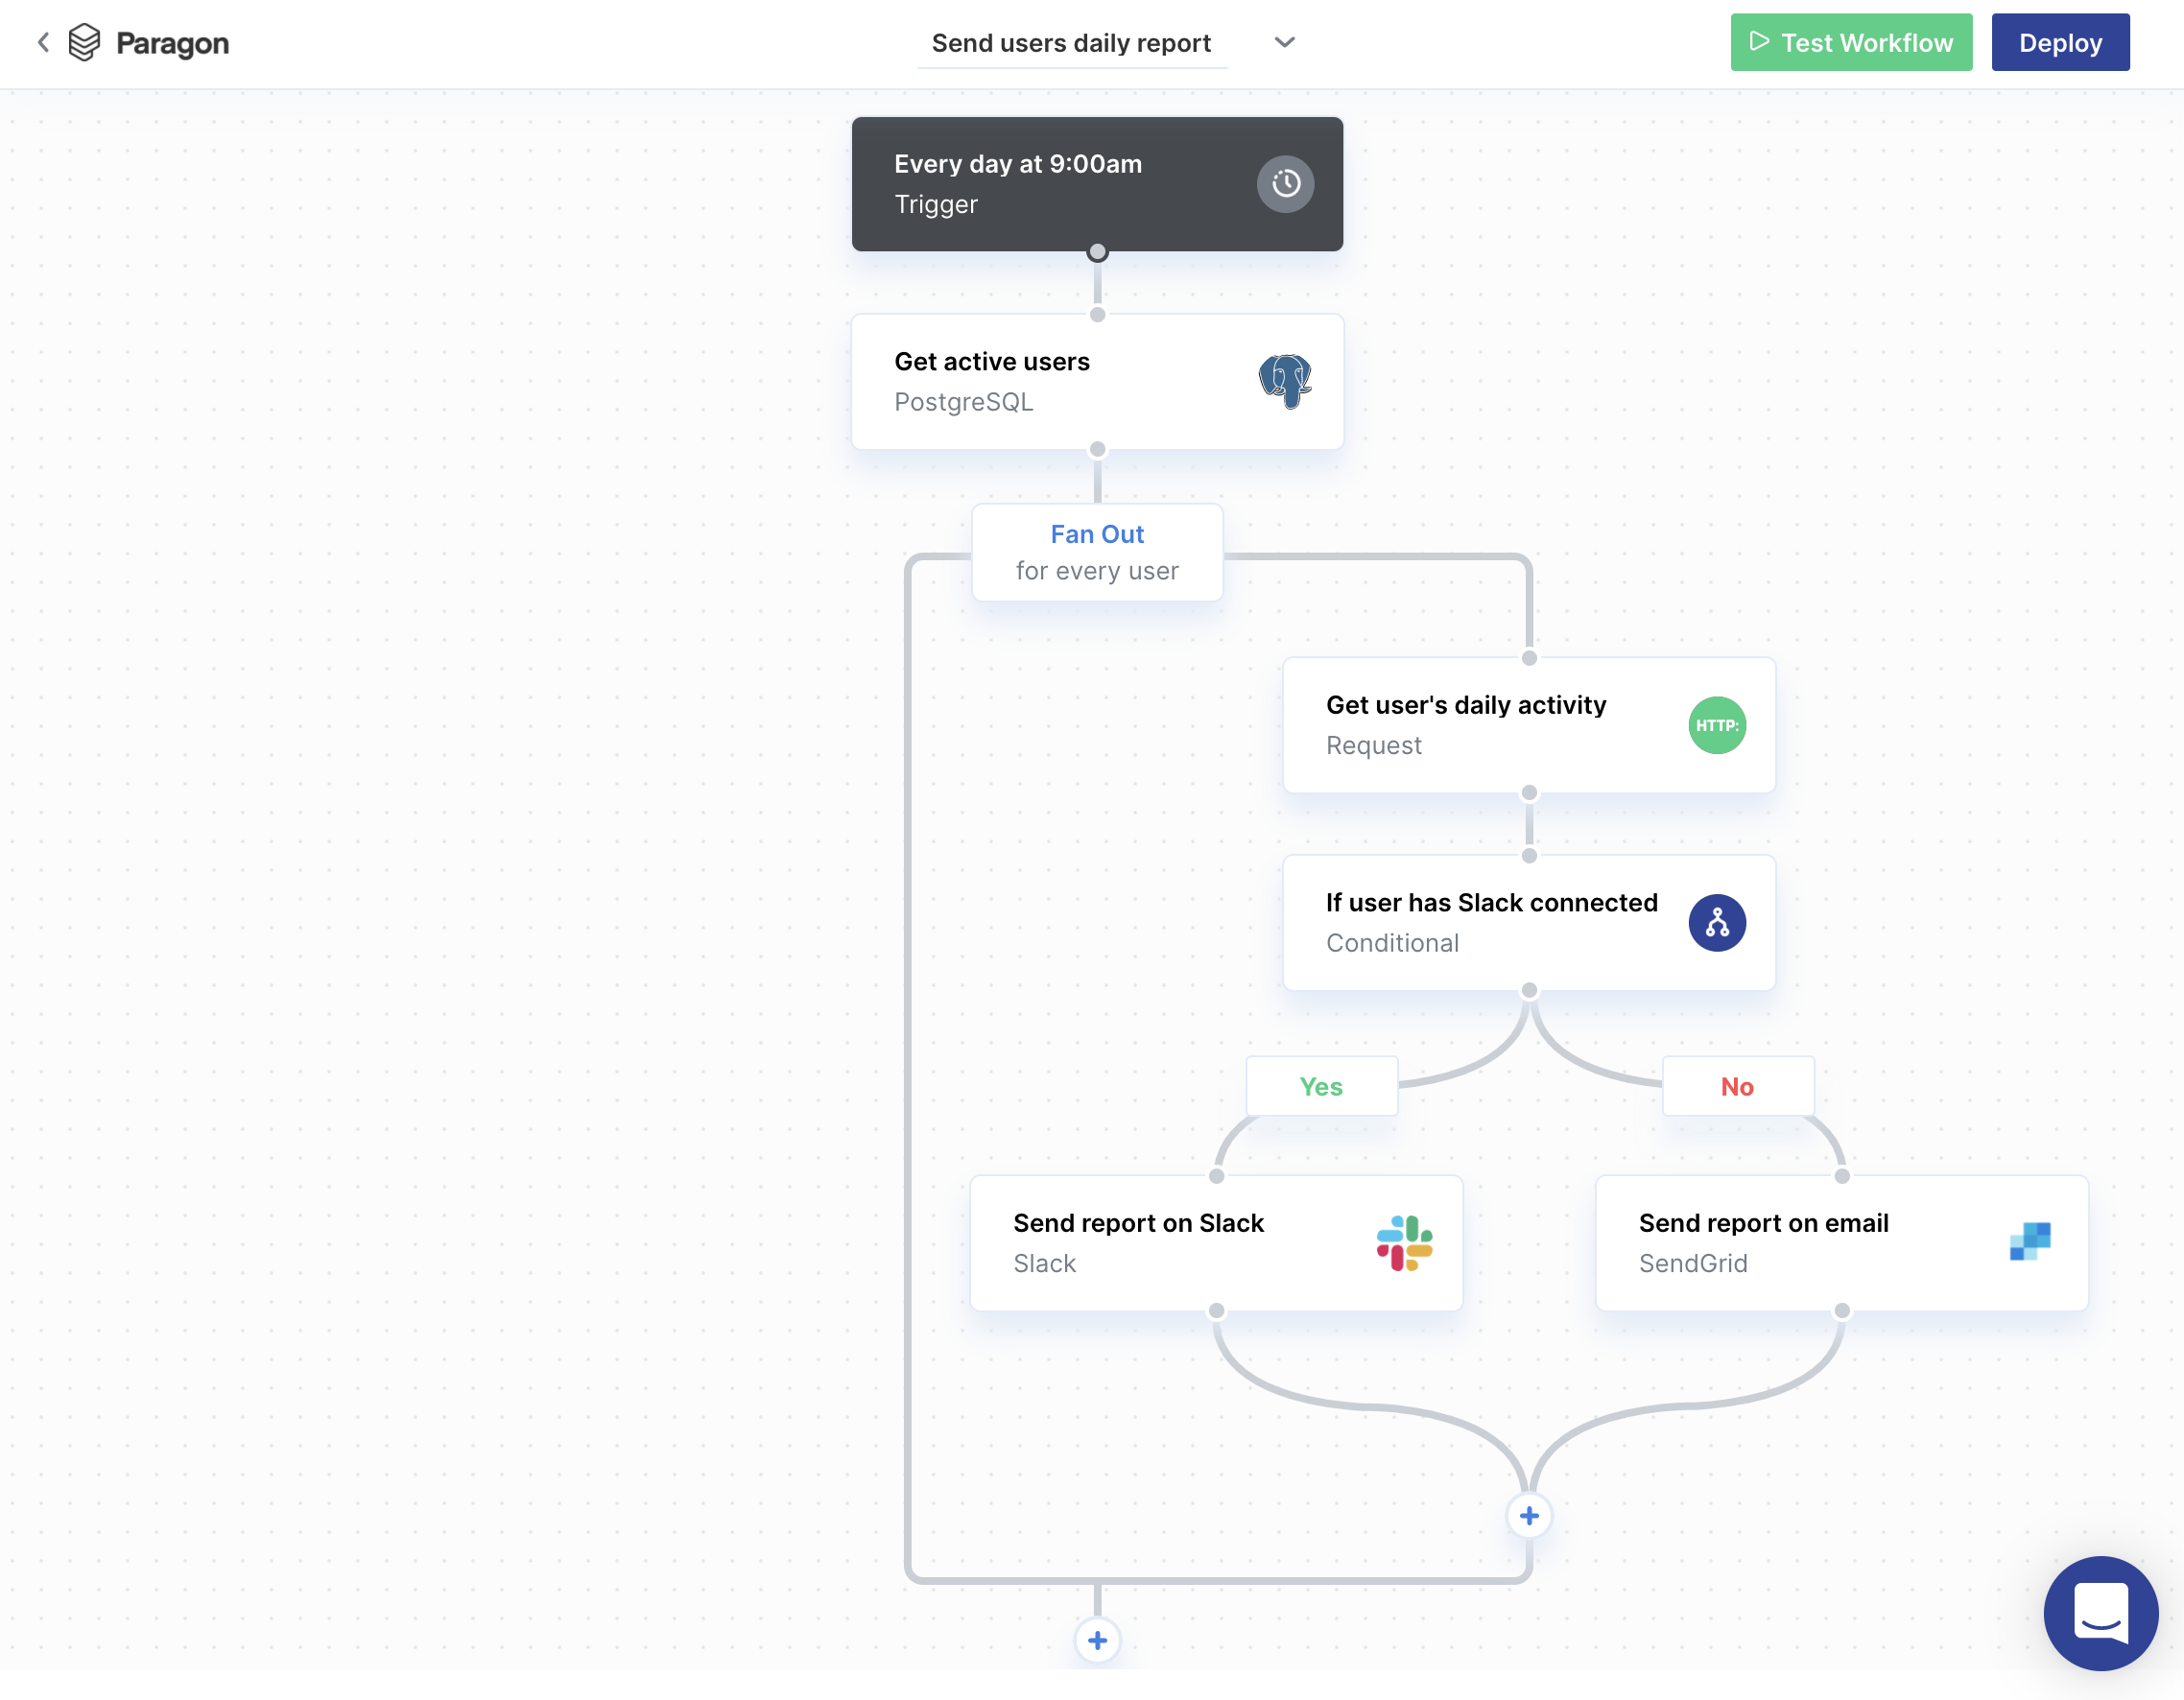 Paragon
Send users daily report
Test Workflow
Deploy
Every day at 9:00am
Trigger
Get active users
PostgreSQL
Fan Out
for every user
Get user's daily activity
Request
HTTP:
If user has Slack connected
Conditional
Yes
No
Send report on Slack
Slack
Send report on email
SendGrid